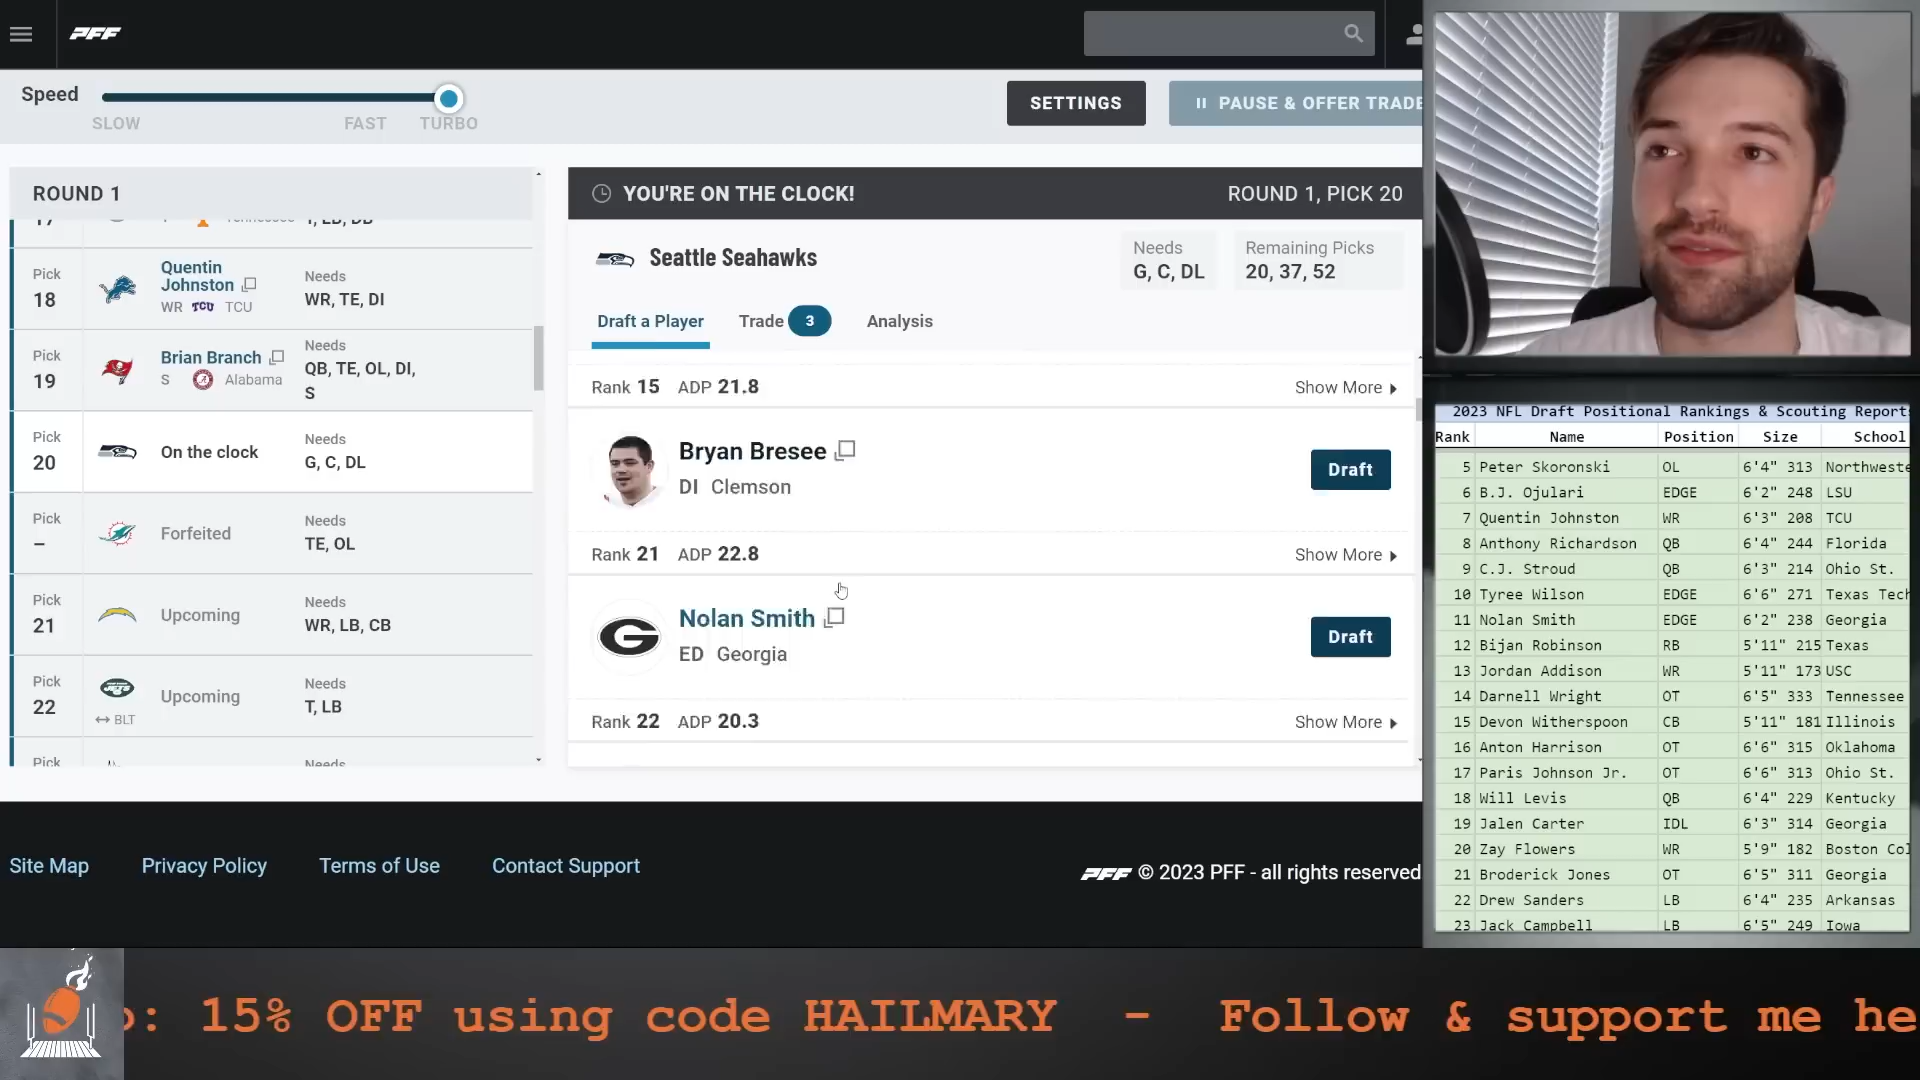 PFF
Speed
SLOW
FAST
TURBO
SETTINGS
PAUSE & OFFER TRADE
ROUND 1
17
Tennessee
T, LB, DB
Pick
18
Quentin
Johnston
WR TCU TCU
Needs
WR, TE, DI
Pick
19
Brian Branch
S Alabama
Needs
QB, TE, OL, DI,
S
Pick
20
On the clock
Needs
G, C, DL
Pick
–
Forfeited
Needs
TE, OL
Pick
21
Upcoming
Needs
WR, LB, CB
Pick
22
JETS
↔ BLT
Upcoming
Needs
T, LB
Pick
Needs
YOU'RE ON THE CLOCK!
ROUND 1, PICK 20
Seattle Seahawks
Needs
G, C, DL
Remaining Picks
20, 37, 52
Draft a Player
Trade 3
Analysis
Rank 15 ADP 21.8
Show More
Bryan Bresee
DI Clemson
Draft
Rank 21 ADP 22.8
Show More
G
Nolan Smith
ED Georgia
Draft
Rank 22 ADP 20.3
Show More
Site Map
Privacy Policy
Terms of Use
Contact Support
PFF © 2023 PFF - all rights reserved
2023 NFL Draft Positional Rankings & Scouting Reports
Rank Name Position Size School
5 Peter Skoronski OL 6'4" 313 Northweste
6 B.J. Ojulari EDGE 6'2" 248 LSU
7 Quentin Johnston WR 6'3" 208 TCU
8 Anthony Richardson QB 6'4" 244 Florida
9 C.J. Stroud QB 6'3" 214 Ohio St.
10 Tyree Wilson EDGE 6'6" 271 Texas Tech
11 Nolan Smith EDGE 6'2" 238 Georgia
12 Bijan Robinson RB 5'11" 215 Texas
13 Jordan Addison WR 5'11" 173 USC
14 Darnell Wright OT 6'5" 333 Tennessee
15 Devon Witherspoon CB 5'11" 181 Illinois
16 Anton Harrison OT 6'6" 315 Oklahoma
17 Paris Johnson Jr. OT 6'6" 313 Ohio St.
18 Will Levis QB 6'4" 229 Kentucky
19 Jalen Carter IDL 6'3" 314 Georgia
20 Zay Flowers WR 5'9" 182 Boston Col
21 Broderick Jones OT 6'5" 311 Georgia
22 Drew Sanders LB 6'4" 235 Arkansas
23 Jack Campbell LB 6'5" 249 Iowa
: 15% OFF using code HAILMARY - Follow & support me he